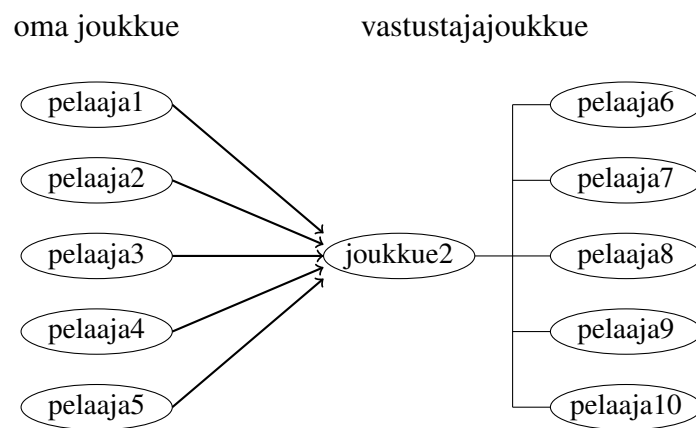 oma joukkue
vastustajajoukkue
pelaaja1
pelaaja2
pelaaja3
pelaaja4
pelaaja5
joukkue2
pelaaja6
pelaaja7
pelaaja8
pelaaja9
pelaaja10